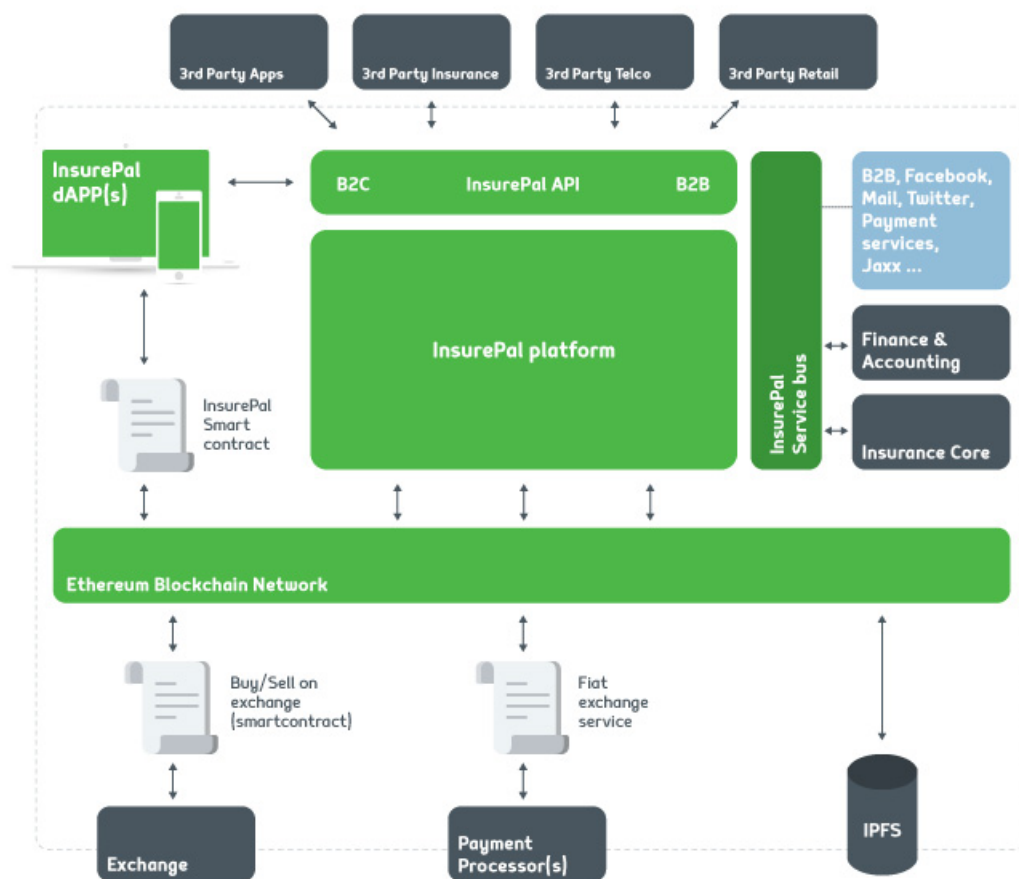 3rd Party Apps
3rd Party Insurance
3rd Party Telco
3rd Party Retail
InsurePal
dAPP(s)
B2C
InsurePal API
B2B
B2B, Facebook,
Mail, Twitter,
Payment
services,
Jaxx ...
InsurePal platform
InsurePal
Service bus
Finance &
Accounting
InsurePal
Smart
contract
Insurance Core
Ethereum Blockchain Network
Buy/Sell on
exchange
(smartcontract)
Fiat
exchange
service
Exchange
Payment
Processor(s)
IPFS